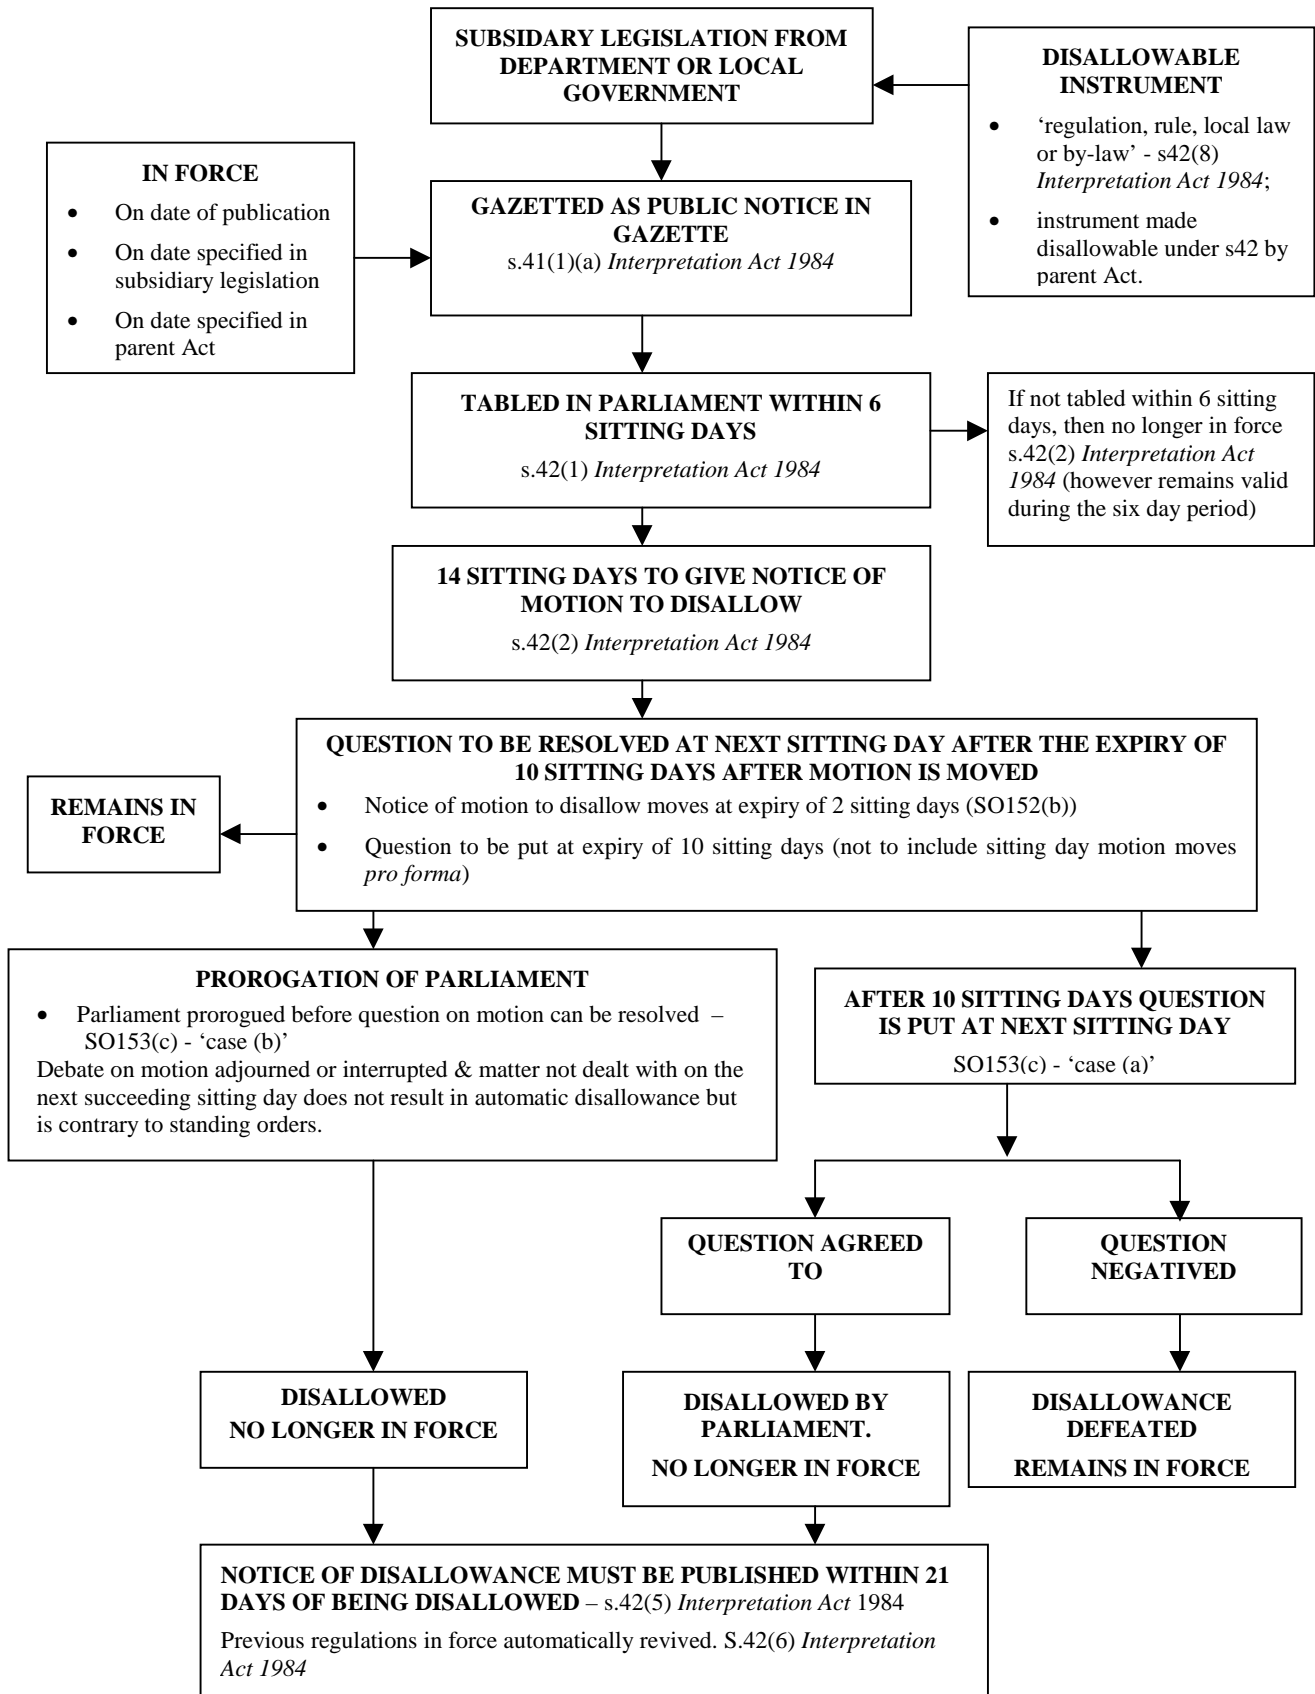 SUBSIDARY LEGISLATION FROM
DEPARTMENT OR LOCAL
GOVERNMENT
DISALLOWABLE
INSTRUMENT
• ‘regulation, rule, local law
or by-law’ - s42(8)
Interpretation Act 1984;
• instrument made
disallowable under s42 by
parent Act.
IN FORCE
• On date of publication
• On date specified in
subsidiary legislation
• On date specified in
parent Act
GAZETTED AS PUBLIC NOTICE IN
GAZETTE
s.41(1)(a) Interpretation Act 1984
TABLED IN PARLIAMENT WITHIN 6
SITTING DAYS
s.42(1) Interpretation Act 1984
If not tabled within 6 sitting
days, then no longer in force
s.42(2) Interpretation Act
1984 (however remains valid
during the six day period)
14 SITTING DAYS TO GIVE NOTICE OF
MOTION TO DISALLOW
s.42(2) Interpretation Act 1984
QUESTION TO BE RESOLVED AT NEXT SITTING DAY AFTER THE EXPIRY OF
10 SITTING DAYS AFTER MOTION IS MOVED
• Notice of motion to disallow moves at expiry of 2 sitting days (SO152(b))
• Question to be put at expiry of 10 sitting days (not to include sitting day motion moves
pro forma)
REMAINS IN
FORCE
PROROGATION OF PARLIAMENT
• Parliament prorogued before question on motion can be resolved –
SO153(c) - ‘case (b)’
Debate on motion adjourned or interrupted & matter not dealt with on the
next succeeding sitting day does not result in automatic disallowance but
is contrary to standing orders.
AFTER 10 SITTING DAYS QUESTION
IS PUT AT NEXT SITTING DAY
SO153(c) - ‘case (a)’
QUESTION AGREED
TO
QUESTION
NEGATIVED
DISALLOWED
NO LONGER IN FORCE
DISALLOWED BY
PARLIAMENT.
NO LONGER IN FORCE
DISALLOWANCE
DEFEATED
REMAINS IN FORCE
NOTICE OF DISALLOWANCE MUST BE PUBLISHED WITHIN 21
DAYS OF BEING DISALLOWED – s.42(5) Interpretation Act 1984
Previous regulations in force automatically revived. S.42(6) Interpretation
Act 1984